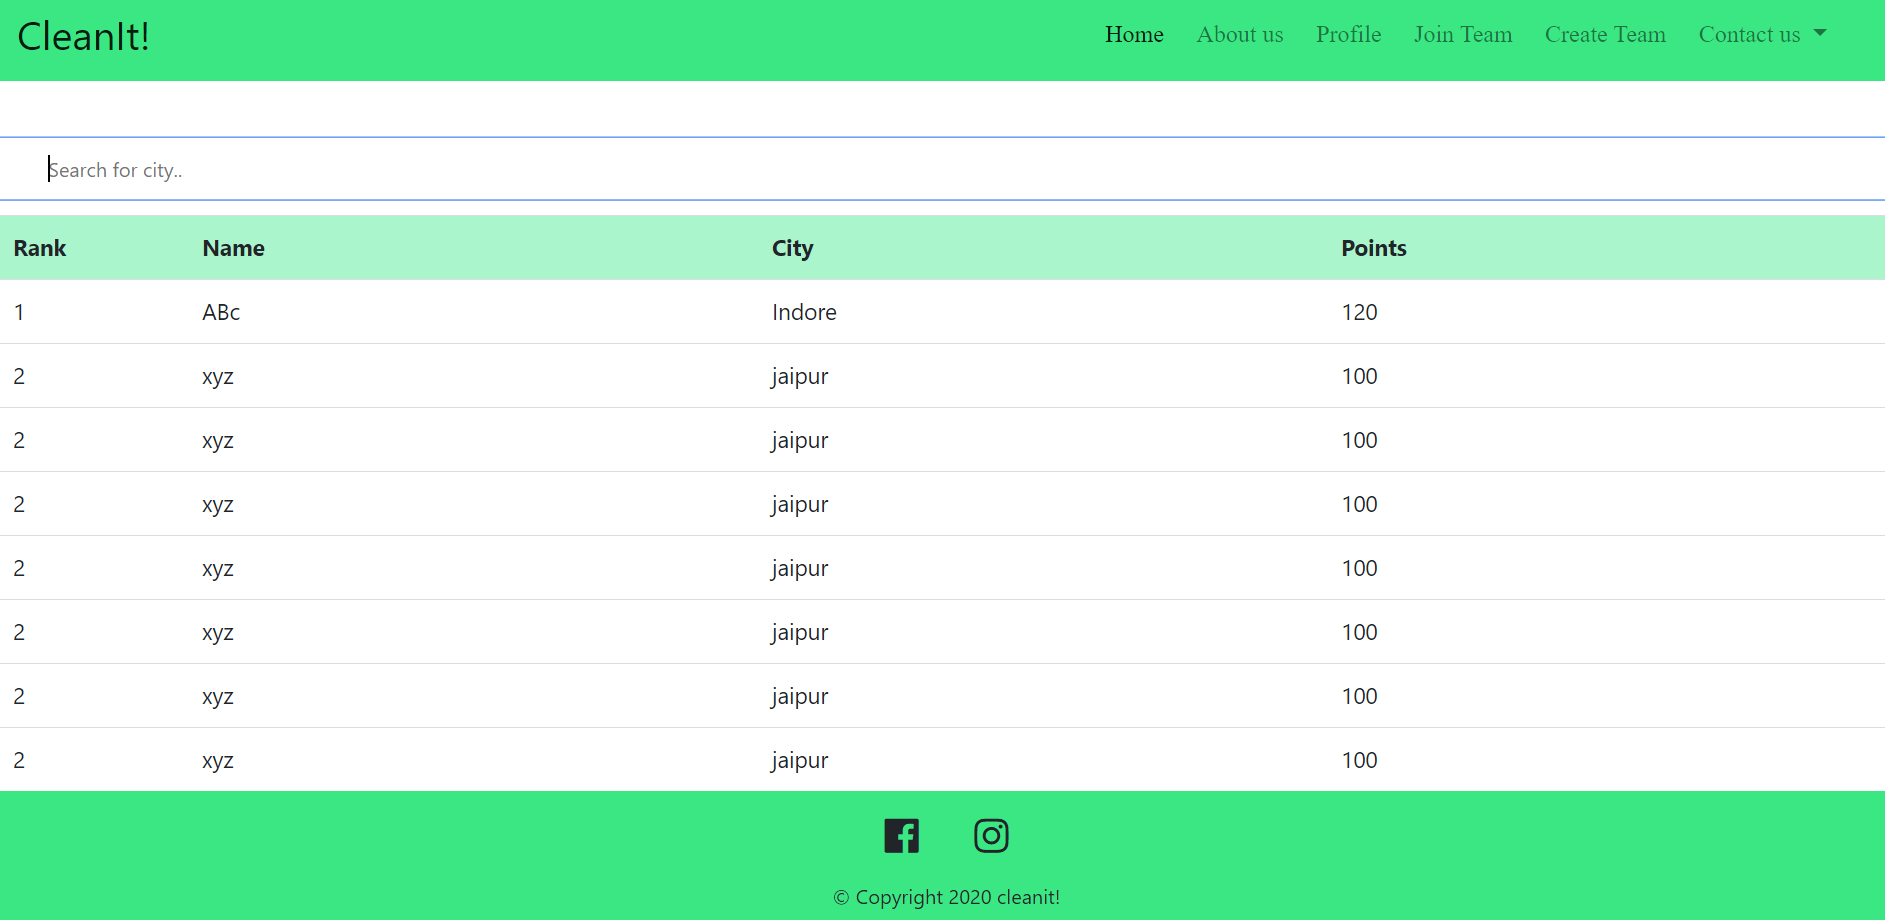 CleanIt! Home About us Profile Join Team Create Team Contact us
Search for city..
Rank Name City Points
1 ABc Indore 120
2 xyz jaipur 100
2 xyz jaipur 100
2 xyz jaipur 100
2 xyz jaipur 100
2 xyz jaipur 100
2 xyz jaipur 100
2 xyz jaipur 100
© Copyright 2020 cleanit!